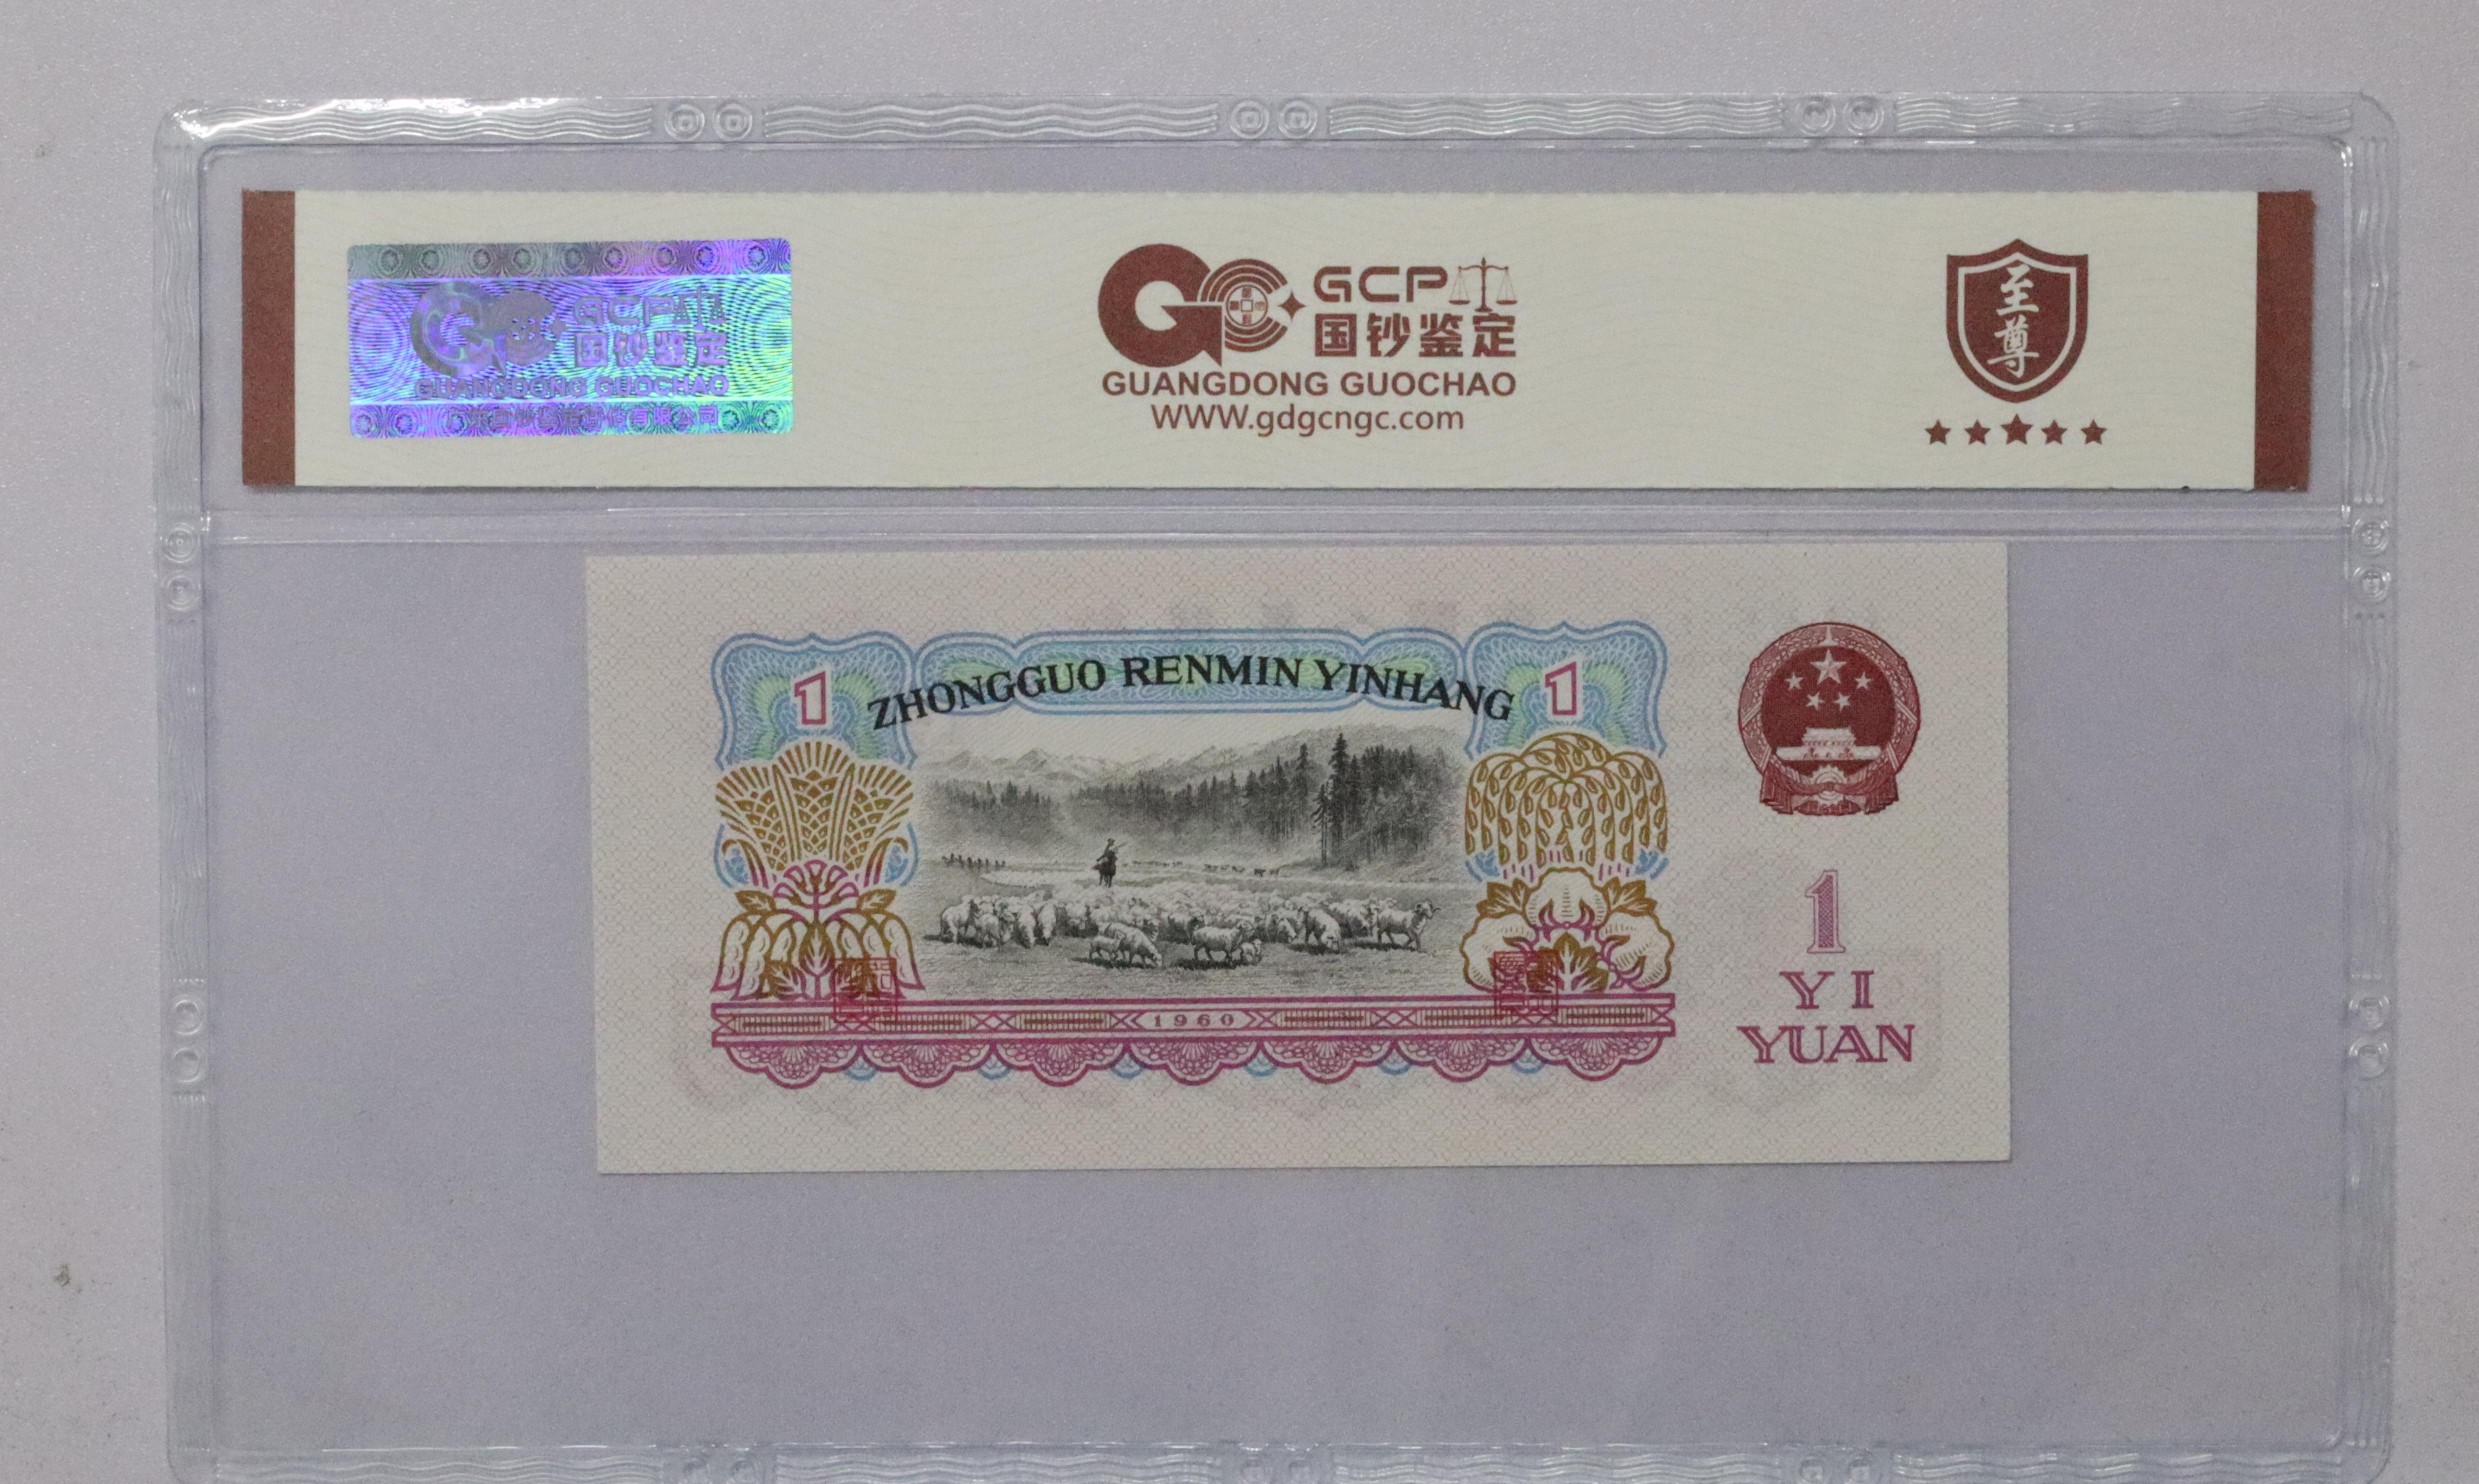 GCP
国钞鉴定
GUANGDONG GUOCHAO
GCP
国钞鉴定
GUANGDONG GUOCHAO
WWW.gdgcngc.com
至尊
1
ZHONGGUO RENMIN YINHANG
1
1960
1
YI
YUAN